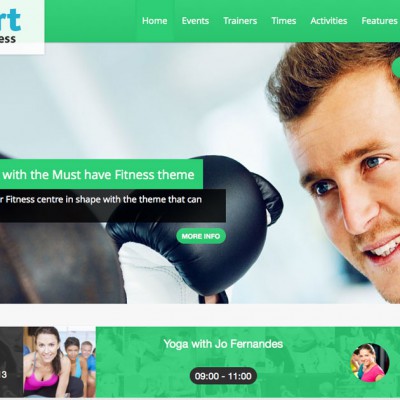 rt
ess
Home Events Trainers Times Activities Features
with the Must have Fitness theme
r Fitness centre in shape with the theme that can
MORE INFO
Yoga with Jo Fernandes
3
09:00 - 11:00